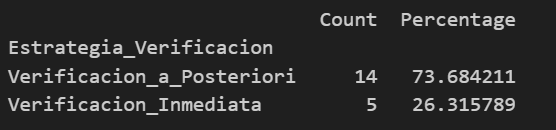 Count Percentage
Estrategia_Verificacion
Verificacion_a_Posteriori 14 73.684211
Verificacion_Inmediata 5 26.315789